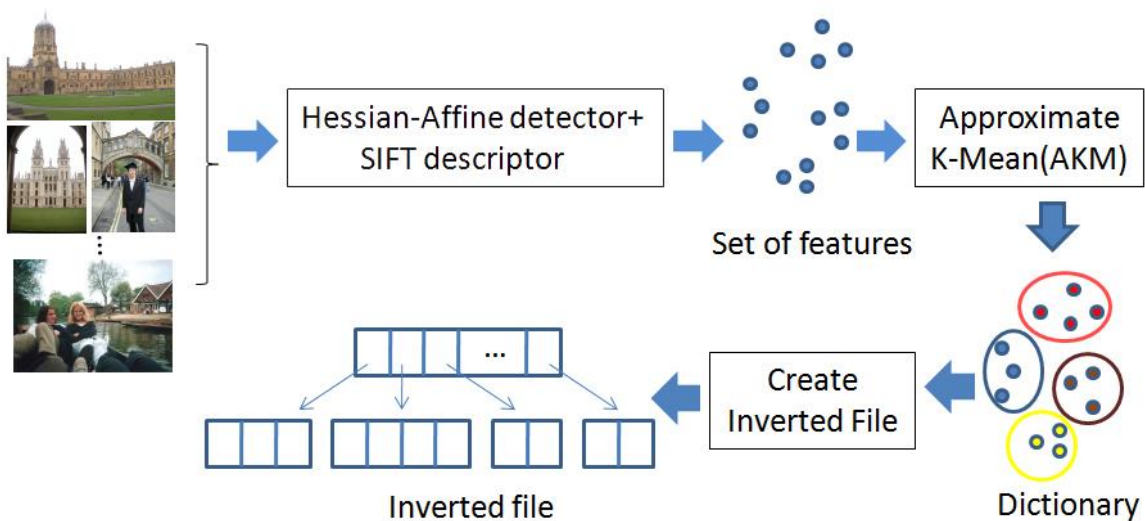 Hessian-Affine detector+
SIFT descriptor
Set of features
Approximate
K-Mean(AKM)
Dictionary
Create
Inverted File
...
Inverted file